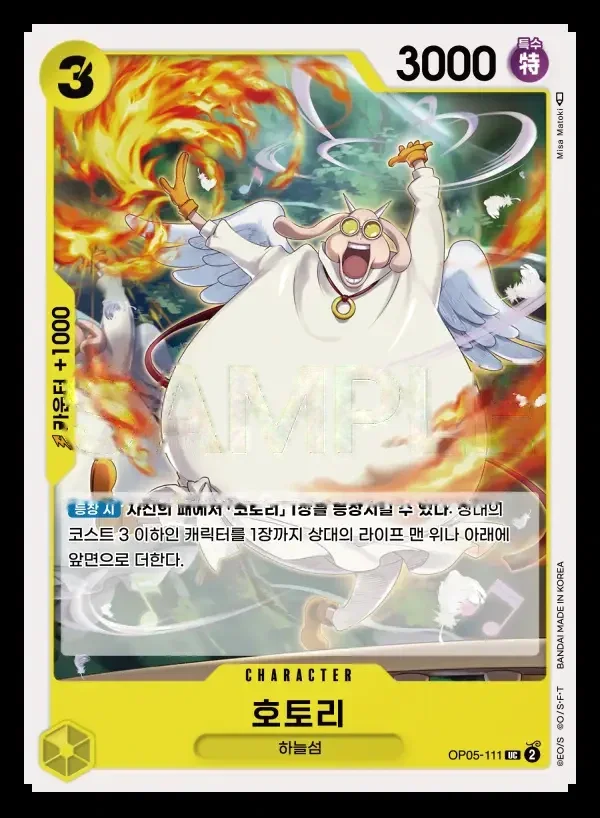 3
3000
특수
特
Misa Matoki
카운터 +1000
SAMPLE
등장 시 자신의 패에서 「코토리」 1장을 등장시킬 수 있다. 상대의
코스트 3 이하인 캐릭터를 1장까지 상대의 라이프 맨 위나 아래에
앞면으로 더한다.
CHARACTER
호토리
하늘섬
OP05-111 UC 2
©EO/S ©O/S·F·T BANDAI MADE IN KOREA